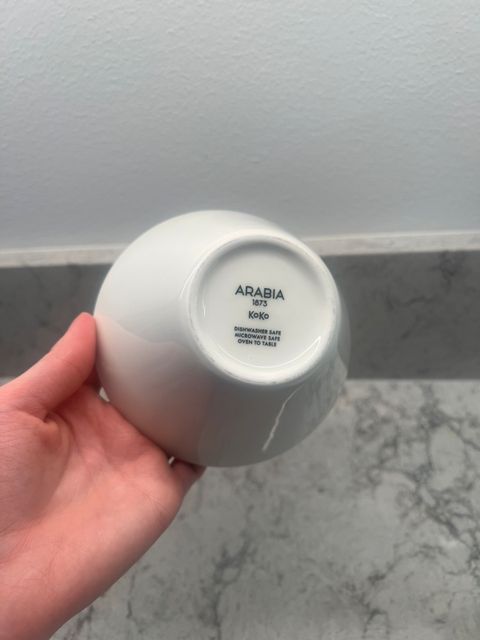 ARABIA
1873
KoKo
DISHWASHER SAFE
MICROWAVE SAFE
OVEN TO TABLE